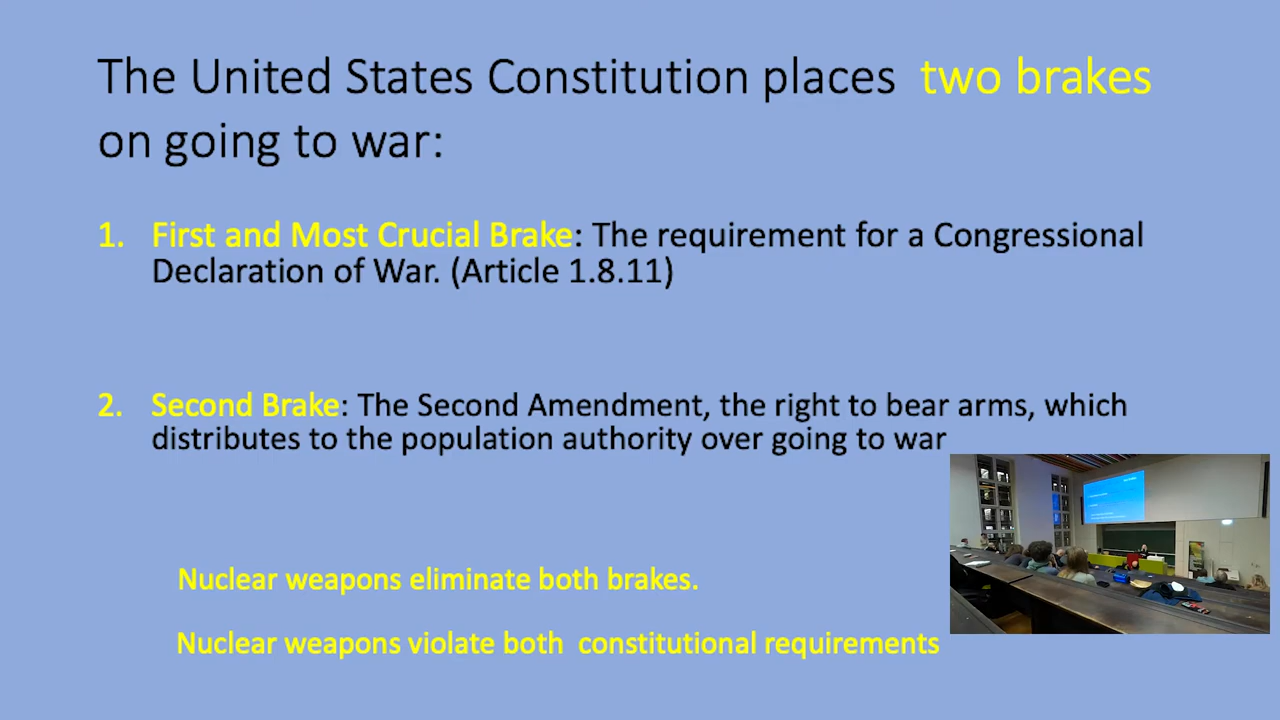 The United States Constitution places two brakes
on going to war:
1. First and Most Crucial Brake: The requirement for a Congressional
Declaration of War. (Article 1.8.11)
2. Second Brake: The Second Amendment, the right to bear arms, which
distributes to the population authority over going to war
Nuclear weapons eliminate both brakes.
Nuclear weapons violate both constitutional requirements